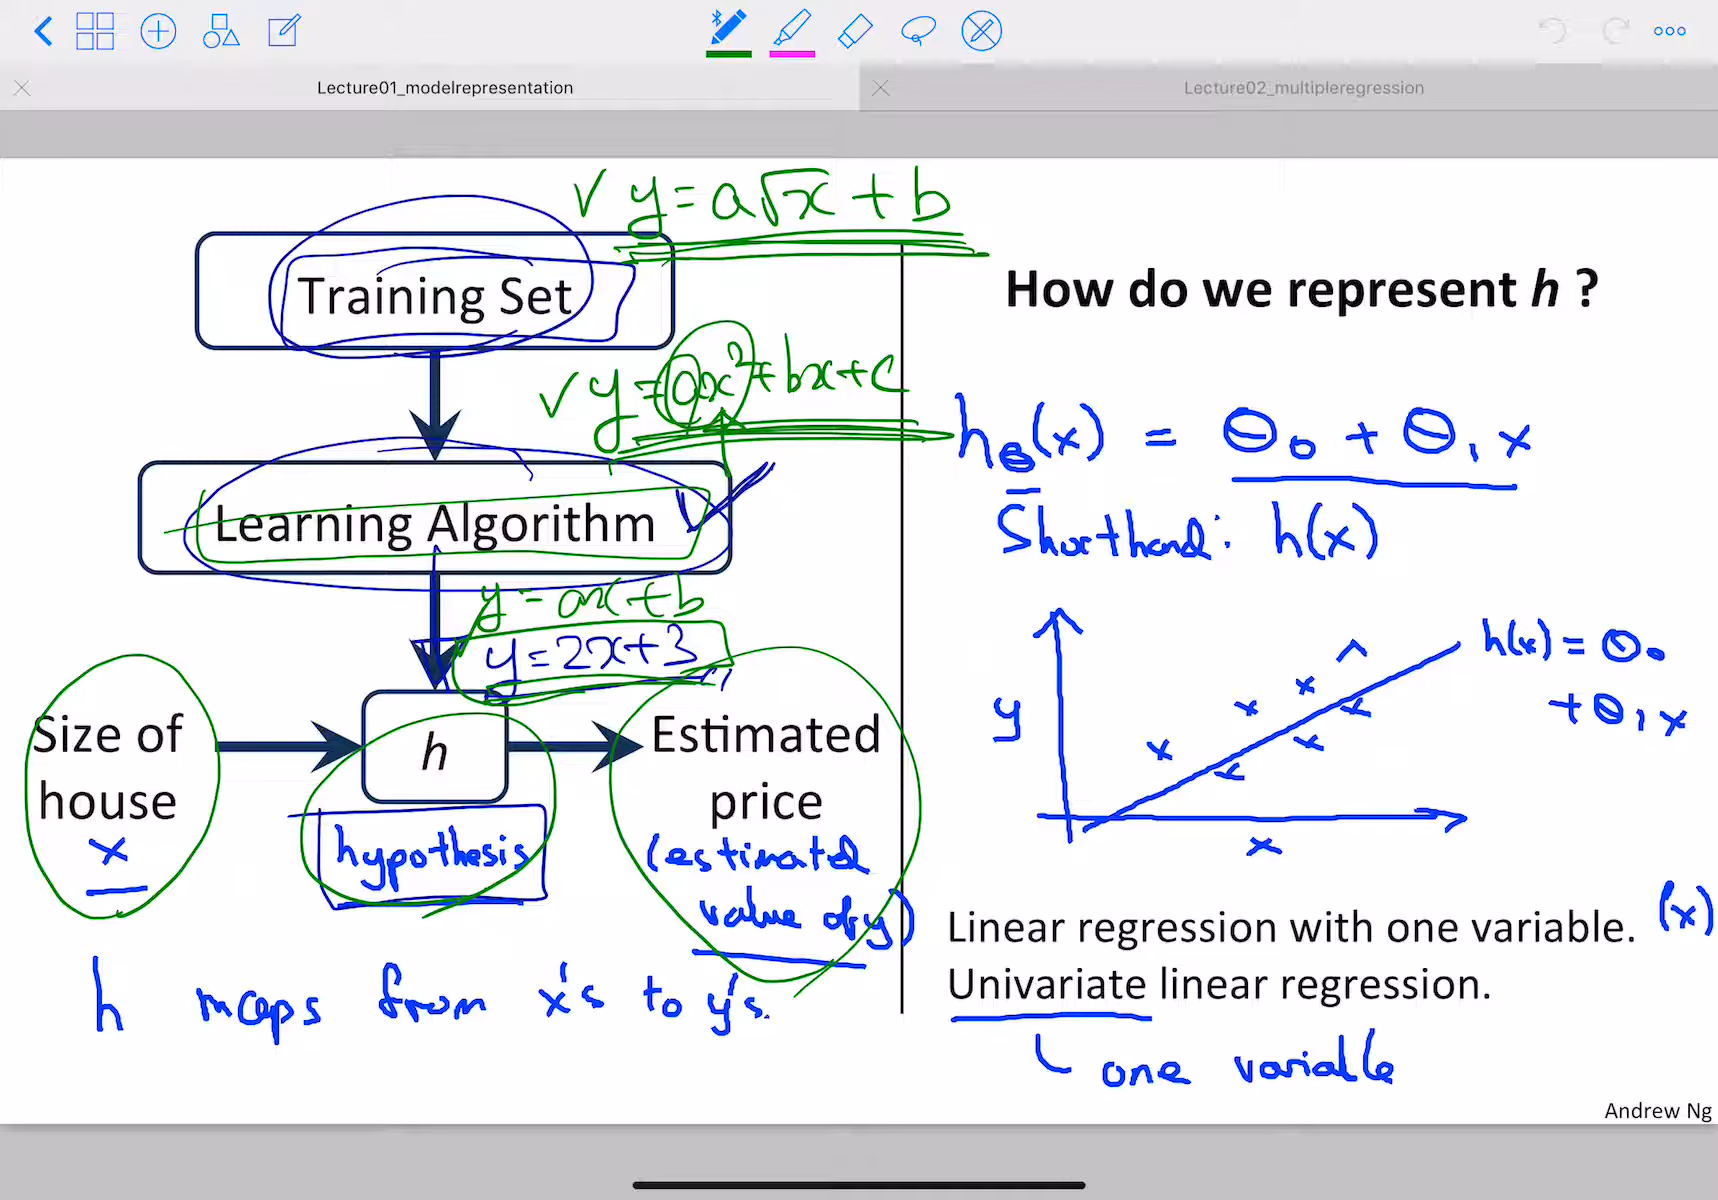 Lecture01_modelrepresentation
Lecture02_multipleregression
✓ y = a√x + b
Training Set
✓ y = ax² + bx + c
Learning Algorithm
y = ax + b
y = 2x + 3
Size of
house
x
h
hypothesis
Estimated
price
(estimated
value of y)
h maps from x's to y's.
How do we represent h ?
hθ(x) = θ₀ + θ₁x
Shorthand: h(x)
h(x) = θ₀
+ θ₁x
y
x
Linear regression with one variable. (x)
Univariate linear regression.
one variable
Andrew Ng